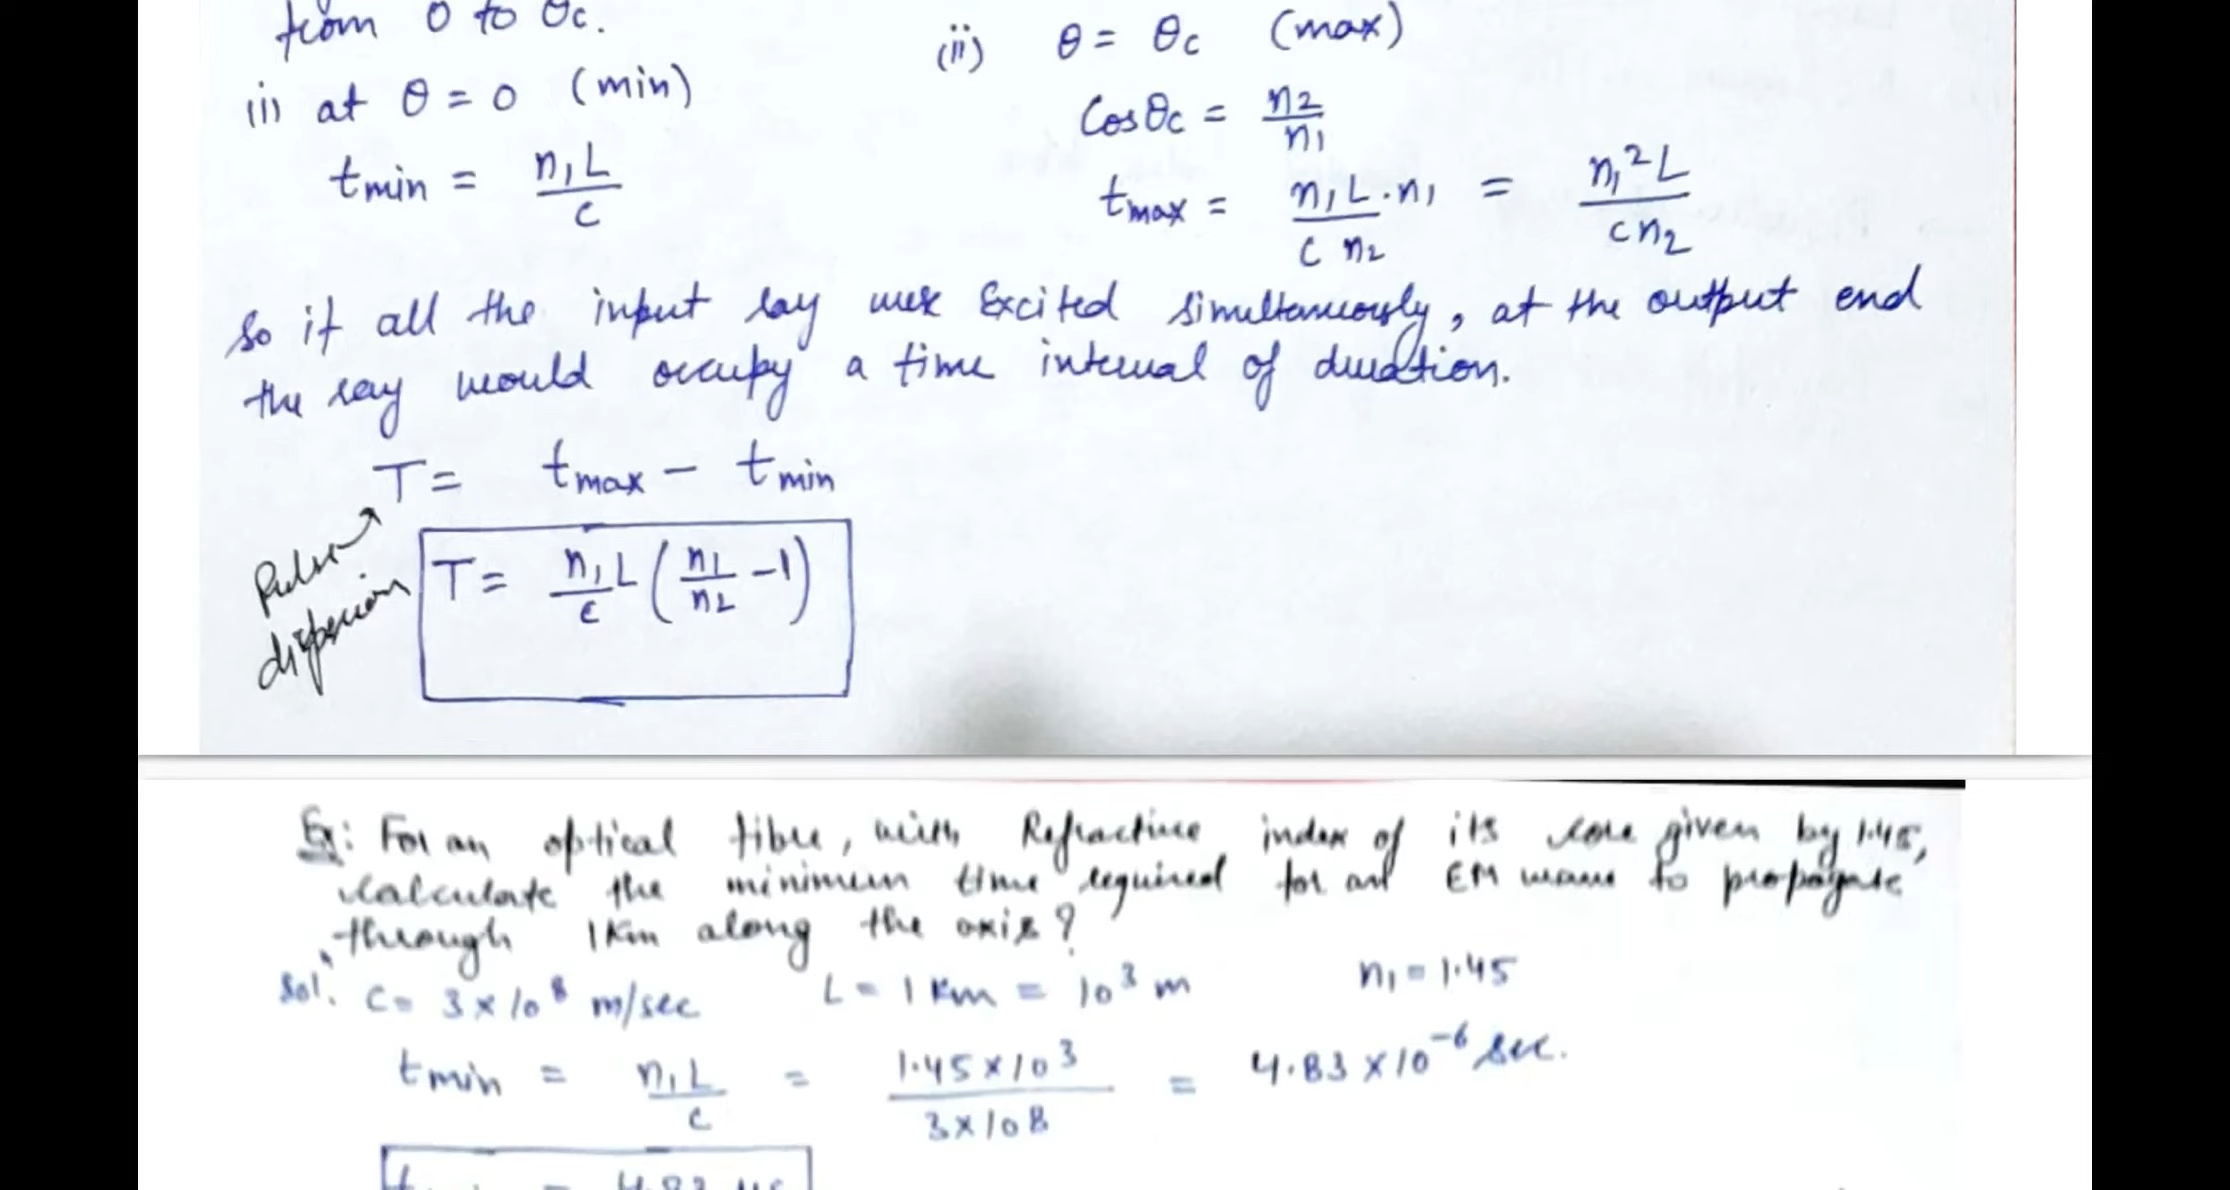 from 0 to θc.
(i) at θ = 0 (min)
tmin = n₁L / c
(ii) θ = θc (max)
Cosθc = n₂ / n₁
tmax = n₁L.n₁ / c n₂ = n₁²L / cn₂
So if all the input ray were Excited simultaneously, at the output end
the ray would occupy a time interval of duration.
T = tmax - tmin
Pulse dispersion
T = n₁L / c (n₁ / n₂ - 1)
Ex: For an optical fibre, with Refractive index of its core given by 1.45,
calculate the minimum time required for an EM wave to propagate
through 1Km along the axis?
Solⁿ. C = 3 × 10⁸ m/sec L = 1 Km = 10³ m n₁ = 1.45
tmin = n₁L / c = 1.45 × 10³ / 3 × 10⁸ = 4.83 × 10⁻⁶ sec.